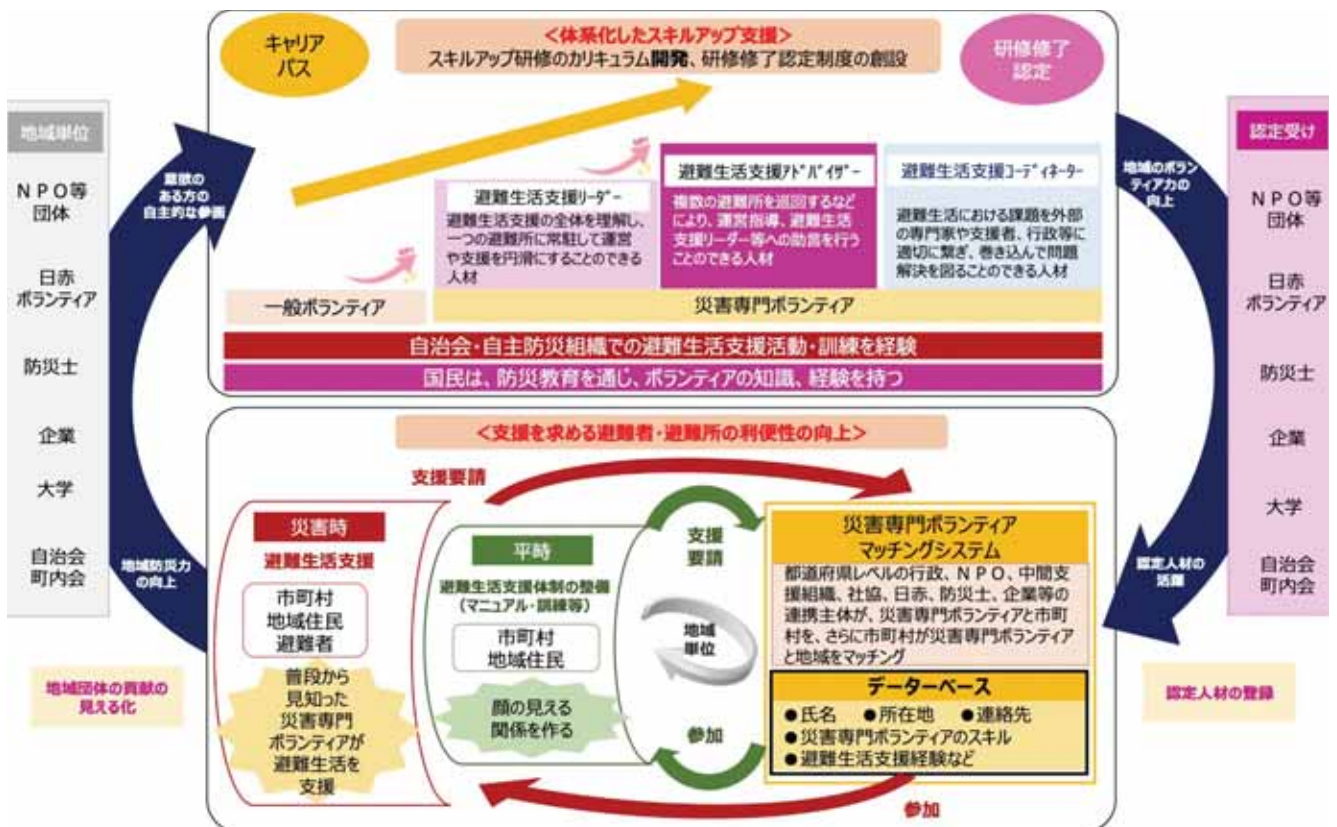 キャリア
パス
＜体系化したスキルアップ支援＞
スキルアップ研修のカリキュラム開発、研修修了認定制度の創設
研修修了
認定
地域単位
ＮＰＯ等
団体
日赤
ボランティア
防災士
企業
大学
自治会
町内会
意欲の
ある方の
自主的な参画
地域防災力
の向上
避難生活支援リーダー
避難生活支援の全体を理解し、
一つの避難所に常駐して運営
や支援を円滑にすることのできる
人材
避難生活支援ｱﾄﾞﾊﾞｲｻﾞｰ
複数の避難所を巡回するなど
により、運営指導、避難生活
支援リーダー等への助言を行う
ことのできる人材
避難生活支援ｺｰﾃﾞｨﾈｰﾀｰ
避難生活における課題を外部
の専門家や支援者、行政等に
適切に繋ぎ、巻き込んで問題
解決を図ることのできる人材
一般ボランティア
災害専門ボランティア
自治会・自主防災組織での避難生活支援活動・訓練を経験
国民は、防災教育を通じ、ボランティアの知識、経験を持つ
地域のボラン
ティア力の
向上
認定人材の
活躍
認定受け
ＮＰＯ等
団体
日赤
ボランティア
防災士
企業
大学
自治会
町内会
＜支援を求める避難者・避難所の利便性の向上＞
支援要請
災害時
避難生活支援
市町村
地域住民
避難者
普段から
見知った
災害専門
ボランティアが
避難生活を
支援
平時
避難生活支援体制の整備
（マニュアル・訓練等）
市町村
地域住民
顔の見える
関係を作る
支援
要請
地域
単位
参加
災害専門ボランティア
マッチングシステム
都道府県レベルの行政、ＮＰＯ、中間支
援組織、社協、日赤、防災士、企業等の
連携主体が、災害専門ボランティアと市町
村を、さらに市町村が災害専門ボランティア
と地域をマッチング
データーベース
●氏名 ●所在地 ●連絡先
●災害専門ボランティアのスキル
●避難生活支援経験など
参加
地域団体の貢献の
見える化
認定人材の登録